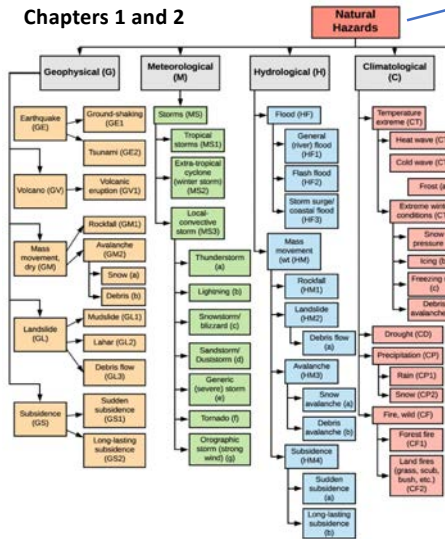 Chapters 1 and 2
Natural
Hazards
Geophysical (G)
Meteorological
(M)
Hydrological (H)
Climatological
(C)
Earthquake
(GE)
Ground-shaking
(GE1
Tsunami (GE2)
Volcano (GV)
Volcanic
eruption (GV1)
Mass
movement,
dry (GM)
Rockfall (GM1)
Avalanche
(GM2)
Snow (a)
Debris (b)
Landslide
(GL)
Mudslide (GL1)
Lahar (GL2)
Debris flow
(GL3)
Subsidence
(GS)
Sudden
subsidence
(GS1)
Long-lasting
subsidence
(GS2)
Storms (MS)
Tropical
storms (MS1)
Extra-tropical
cyclone
(winter storm)
(MS2)
Local-
convective
storm (MS3)
Thunderstorm
(a)
Lightning (b)
Snowstorm/
blizzard (c)
Sandstorm/
Duststorm (d)
Generic
(severe) storm
(e)
Tornado (f)
Orographic
storm (strong
wind) (g)
Flood (HF)
General
(river) flood
(HF1)
Flash flood
(HF2)
Storm surge/
coastal flood
(HF3)
Mass
movement
(wt (HM)
Rockfall
(HM1)
Landslide
(HM2)
Debris flow
(a)
Avalanche
(HM3)
Snow
avalanche (a)
Debris
avalanche (b)
Subsidence
(HM4)
Sudden
subsidence
(a)
Long-lasting
subsidence
(b)
Temperature
extreme (CT)
Heat wave (CT
Cold wave (CT
Frost (a
Extreme wint
conditions (CT
Snow
pressure
Icing (b
Freezing
(c)
Debris
avalanche
Drought (CD)
Precipitation (CP)
Rain (CP1)
Snow (CP2)
Fire, wild (CF)
Forest fire
(CF1)
Land fires
(grass, scub,
bush, etc.)
(CF2)